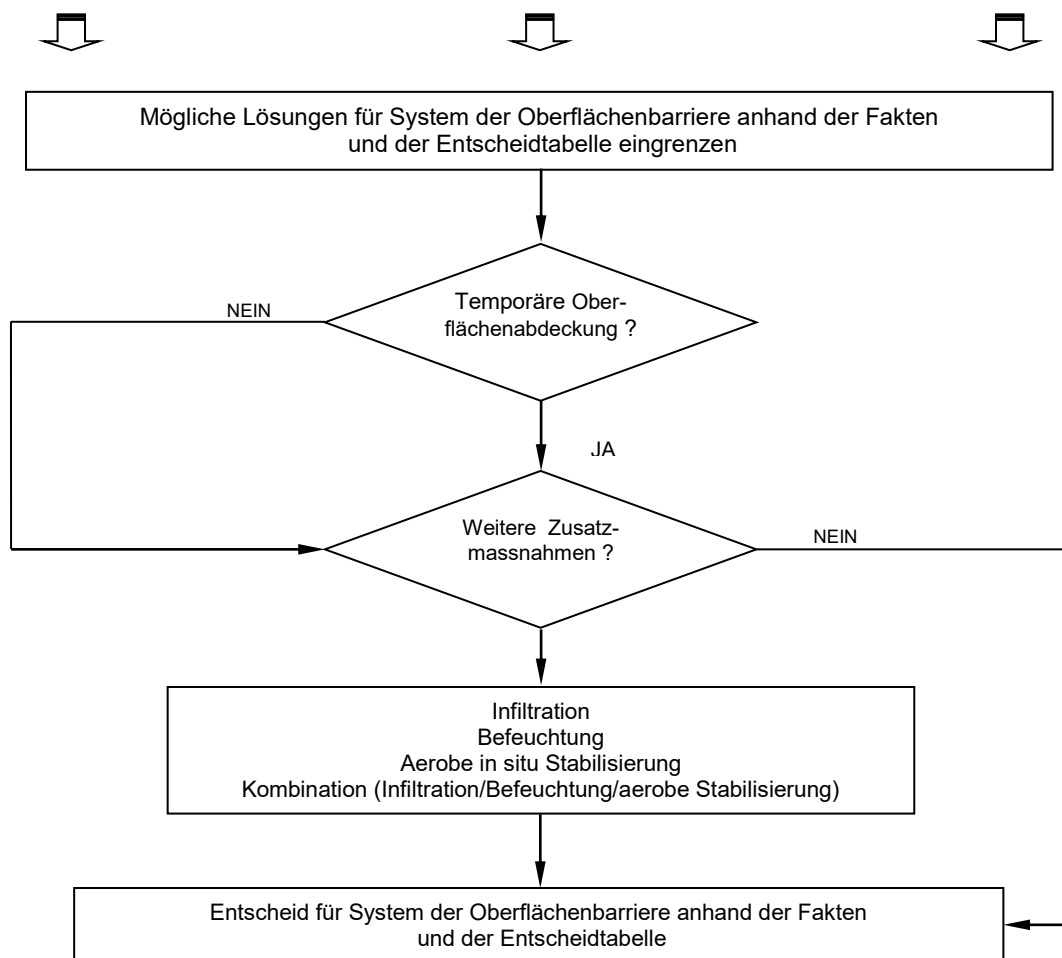 Mögliche Lösungen für System der Oberflächenbarriere anhand der Fakten
und der Entscheidtabelle eingrenzen
Temporäre Ober-
flächenabdeckung ?
NEIN
JA
Weitere Zusatz-
massnahmen ?
NEIN
Infiltration
Befeuchtung
Aerobe in situ Stabilisierung
Kombination (Infiltration/Befeuchtung/aerobe Stabilisierung)
Entscheid für System der Oberflächenbarriere anhand der Fakten
und der Entscheidtabelle